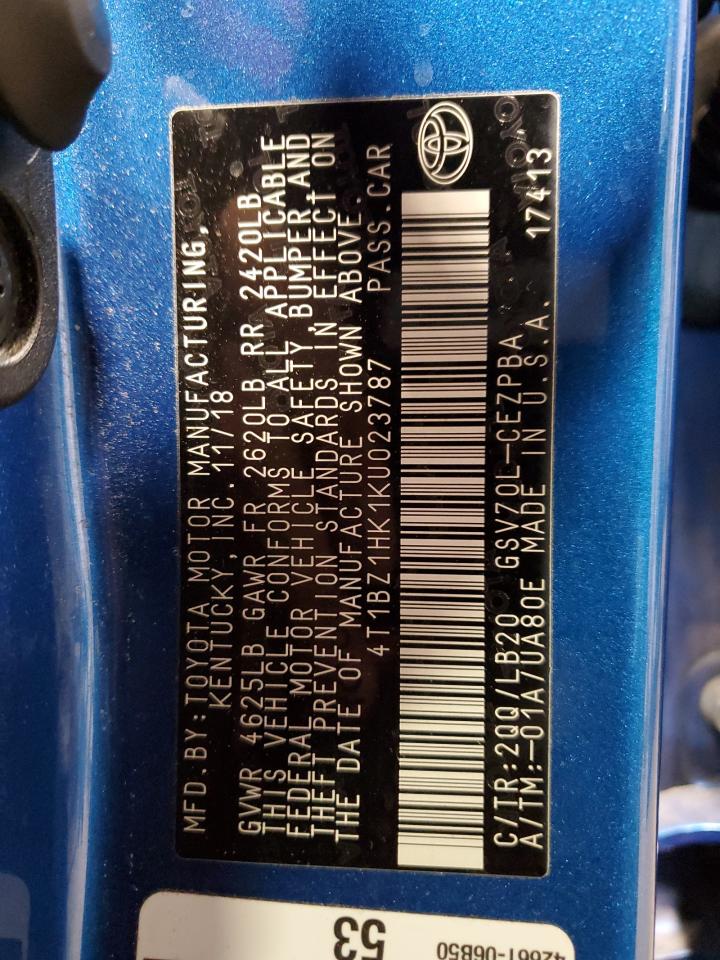 MFD.BY:TOYOTA MOTOR MANUFACTURING,
KENTUCKY,INC. 11/18
GVWR 4625LB GAWR FR 2620LB RR 2420LB
THIS VEHICLE CONFORMS TO ALL APPLICABLE
FEDERAL MOTOR VEHICLE SAFETY,BUMPER,AND
THEFT PREVENTION STANDARDS IN EFFECT ON
THE DATE OF MANUFACTURE SHOWN ABOVE.
4T1BZ1HK1KU023787 PASS.CAR
C/TR:2QQ/LB20 GSV70L-CEZPBA
A/TM:-01A/UA80E MADE IN U.S.A. 17413
53
42661-06B50